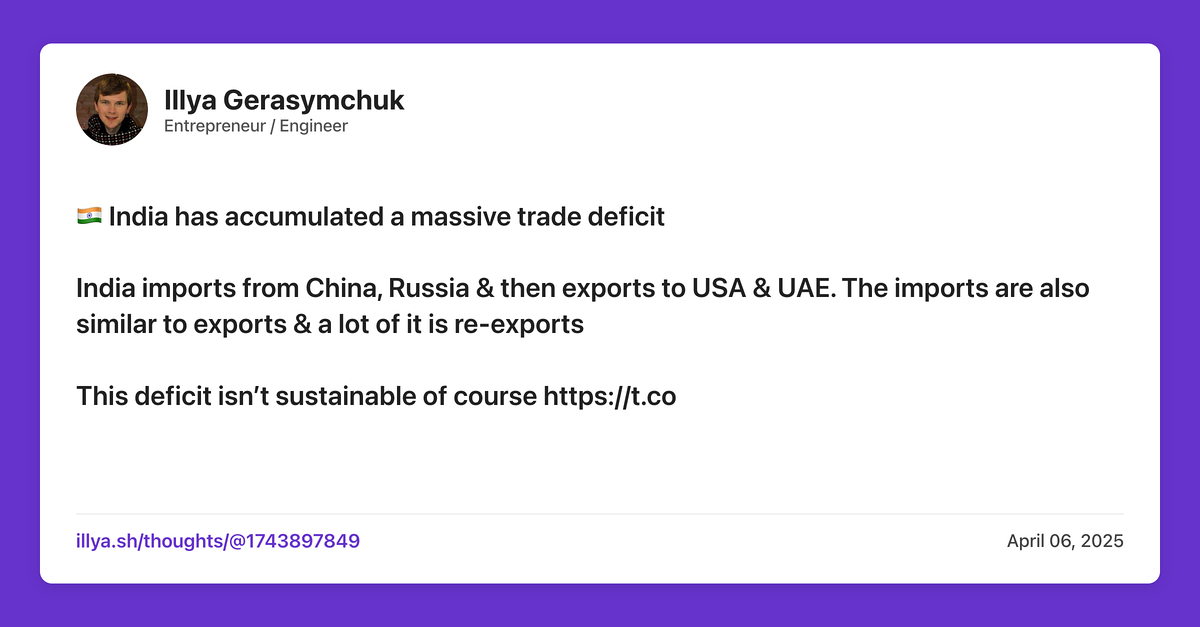 Illya Gerasymchuk
Entrepreneur / Engineer
🇮🇳 India has accumulated a massive trade deficit
India imports from China, Russia & then exports to USA & UAE. The imports are also
similar to exports & a lot of it is re-exports
This deficit isn’t sustainable of course https://t.co
illya.sh/thoughts/@1743897849
April 06, 2025